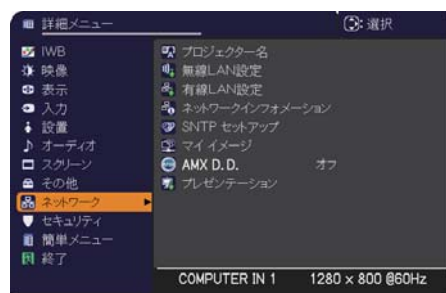 詳細メニュー
:選択
IWB
映像
表示
入力
設置
オーディオ
スクリーン
その他
ネットワーク
セキュリティ
簡単メニュー
終了
プロジェクター名
無線LAN設定
有線LAN設定
ネットワークインフォメーション
SNTP セットアップ
マイ イメージ
AMX D.D. オフ
プレゼンテーション
COMPUTER IN 1 1280 x 800 @60Hz